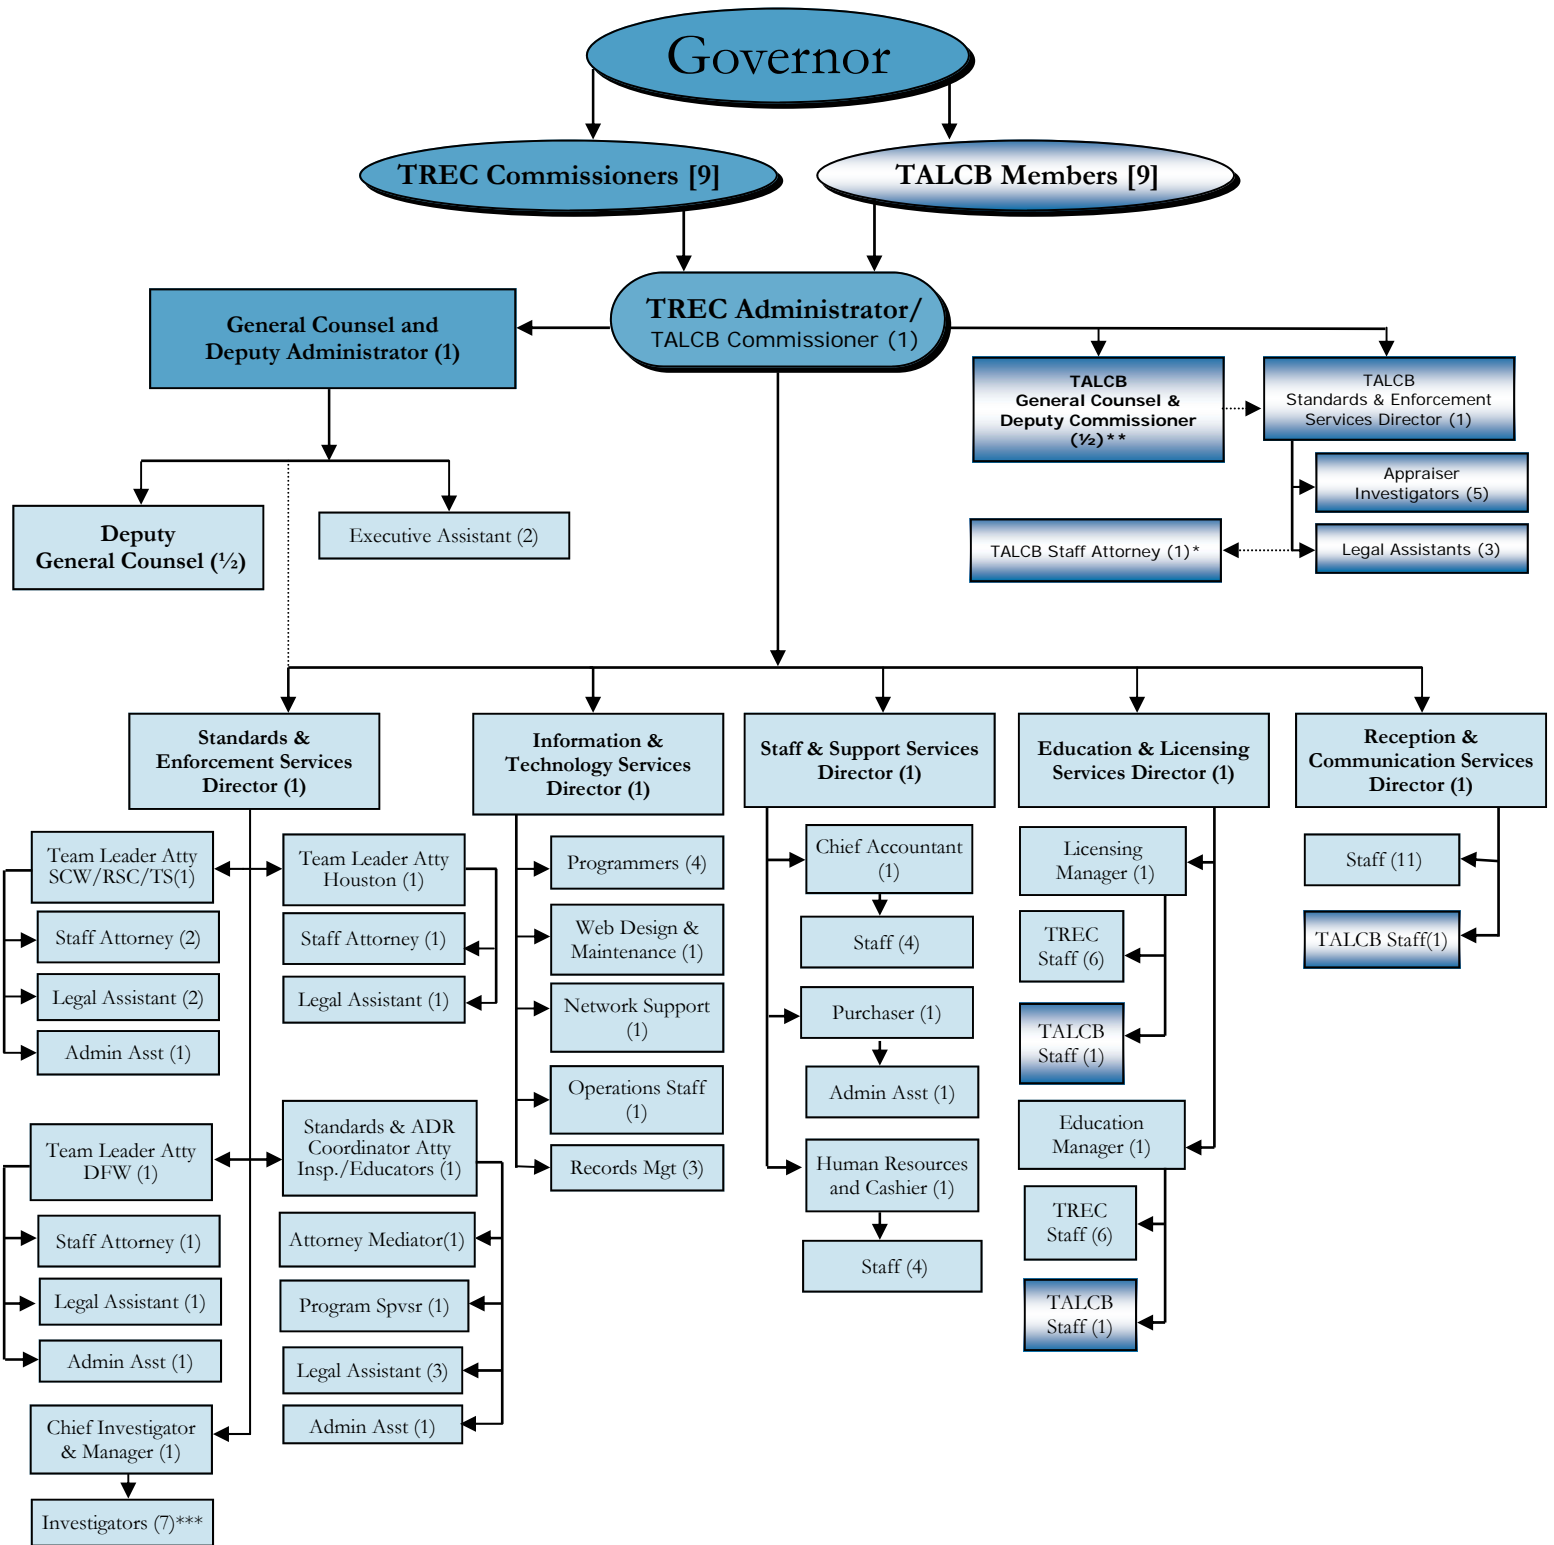 Governor
TREC Commissioners [9]
TALCB Members [9]
TREC Administrator/
TALCB Commissioner (1)
General Counsel and
Deputy Administrator (1)
TALCB
General Counsel &
Deputy Commissioner
(½)**
TALCB
Standards & Enforcement
Services Director (1)
Appraiser
Investigators (5)
TALCB Staff Attorney (1)*
Legal Assistants (3)
Deputy
General Counsel (½)
Executive Assistant (2)
Standards &
Enforcement Services
Director (1)
Information &
Technology Services
Director (1)
Staff & Support Services
Director (1)
Education & Licensing
Services Director (1)
Reception &
Communication Services
Director (1)
Team Leader Atty
SCW/RSC/TS(1)
Staff Attorney (2)
Legal Assistant (2)
Admin Asst (1)
Team Leader Atty
Houston (1)
Staff Attorney (1)
Legal Assistant (1)
Team Leader Atty
DFW (1)
Staff Attorney (1)
Legal Assistant (1)
Admin Asst (1)
Standards & ADR
Coordinator Atty
Insp./Educators (1)
Attorney Mediator(1)
Program Spvsr (1)
Legal Assistant (3)
Admin Asst (1)
Chief Investigator
& Manager (1)
Investigators (7)***
Programmers (4)
Web Design &
Maintenance (1)
Network Support
(1)
Operations Staff
(1)
Records Mgt (3)
Chief Accountant
(1)
Staff (4)
Purchaser (1)
Admin Asst (1)
Human Resources
and Cashier (1)
Staff (4)
Licensing
Manager (1)
TREC
Staff (6)
TALCB
Staff (1)
Education
Manager (1)
TREC
Staff (6)
TALCB
Staff (1)
Staff (11)
TALCB Staff(1)